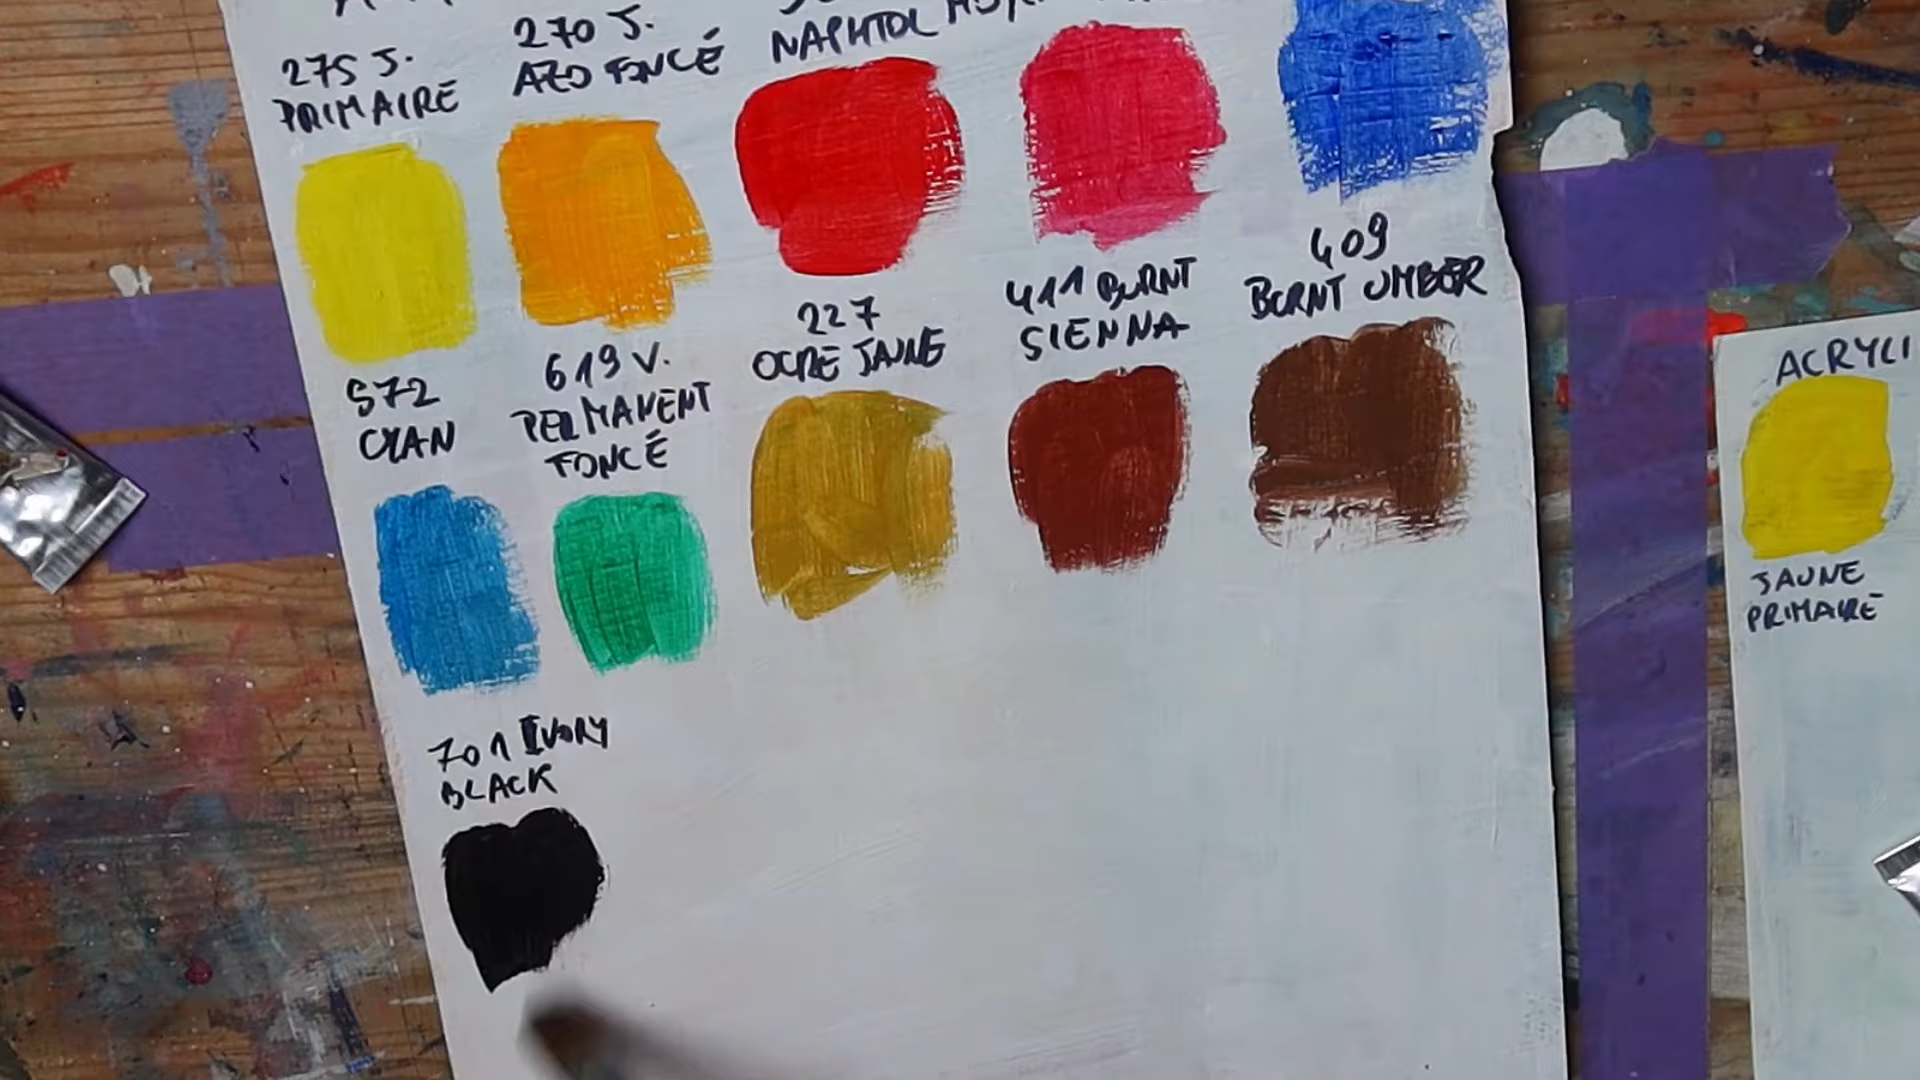 275 J.
PRIMAIRE
270 J.
AZO FONCÉ
NAPHTOL
572
CYAN
619 V.
PERMANENT
FONCÉ
227
OCRE JAUNE
411 BURNT
SIENNA
409
BURNT UMBER
701 IVORY
BLACK
ACRYLI
JAUNE
PRIMAIRE